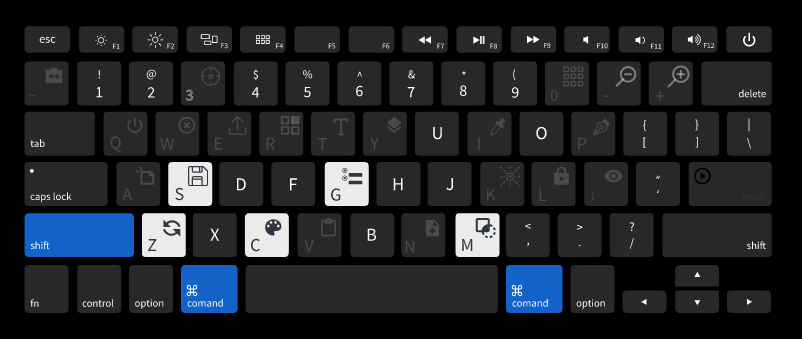 esc F1 F2 F3 F4 F5 F6 F7 F8 F9 F10 F11 F12
~ ! 1 @ 2 3 $ 4 % 5 ^ 6 & 7 * 8 ( 9 0 - + delete
tab Q W E R T Y U I O P { [ } ] | \
caps lock A S D F G H J K L ; " ' enter
shift Z X C V B N M < , > . ? / shift
fn control option ⌘ comand ⌘ comand option